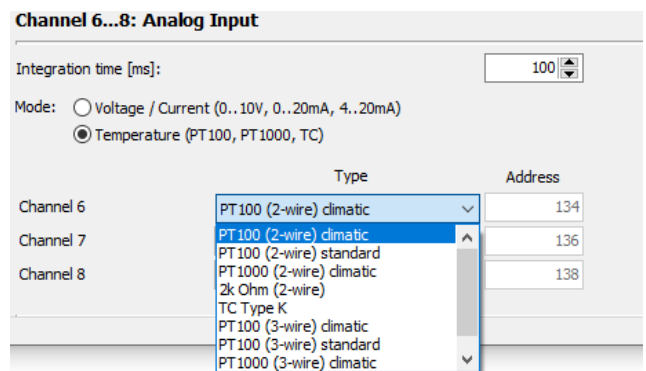 Channel 6...8: Analog Input
Integration time [ms]: 100
Mode: Voltage / Current (0..10V, 0..20mA, 4..20mA)
Temperature (PT100, PT1000, TC)
Type Address
Channel 6 PT100 (2-wire) climatic 134
Channel 7 PT100 (2-wire) climatic 136
PT100 (2-wire) standard
Channel 8 PT1000 (2-wire) climatic 138
2k Ohm (2-wire)
TC Type K
PT100 (3-wire) climatic
PT100 (3-wire) standard
PT1000 (3-wire) climatic